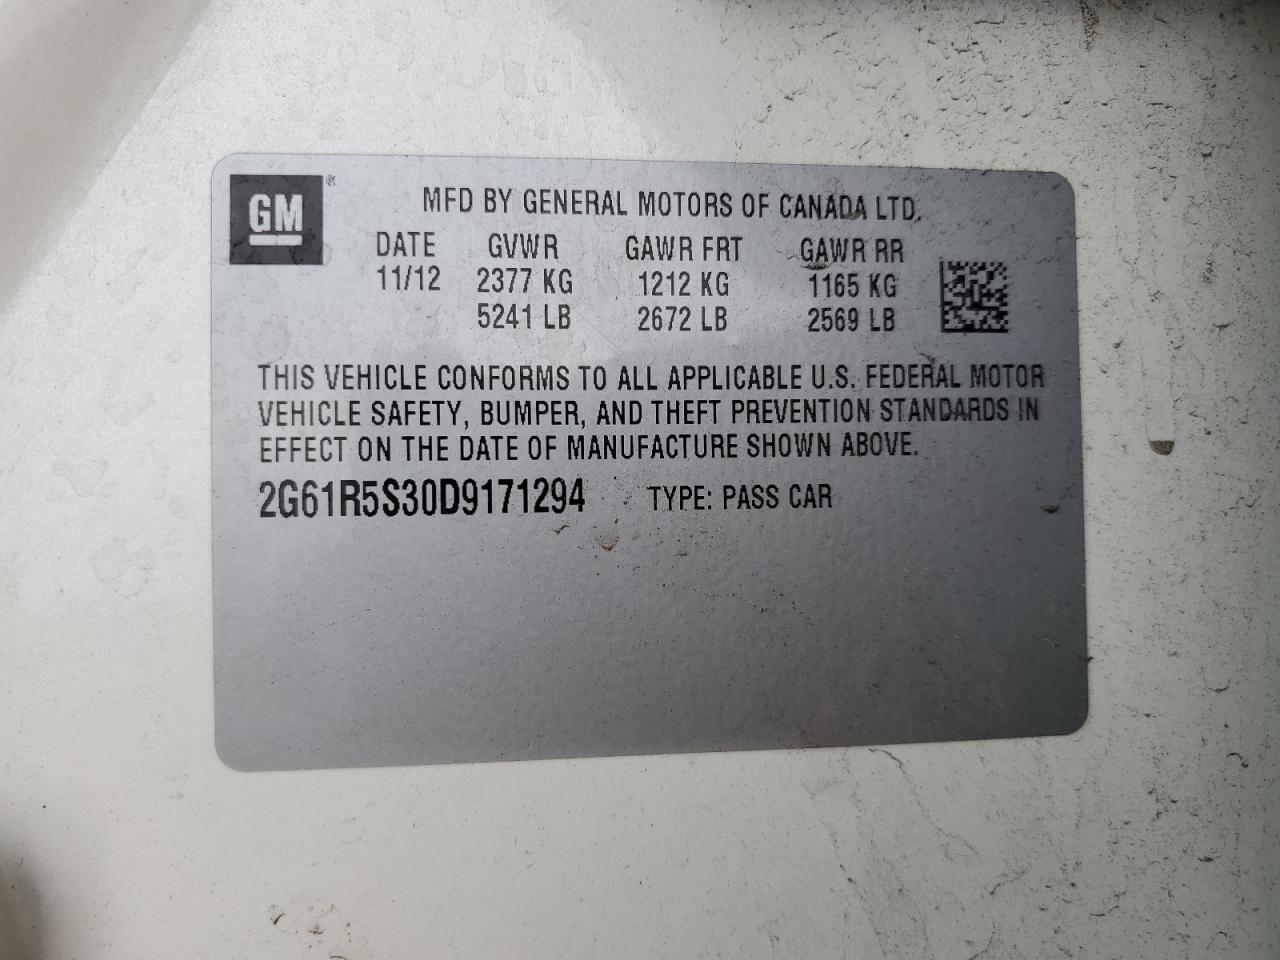 GM ®
MFD BY GENERAL MOTORS OF CANADA LTD.
DATE GVWR GAWR FRT GAWR RR
11/12 2377 KG 1212 KG 1165 KG
5241 LB 2672 LB 2569 LB
THIS VEHICLE CONFORMS TO ALL APPLICABLE U.S. FEDERAL MOTOR
VEHICLE SAFETY, BUMPER, AND THEFT PREVENTION STANDARDS IN
EFFECT ON THE DATE OF MANUFACTURE SHOWN ABOVE.
2G61R5S30D9171294 TYPE: PASS CAR